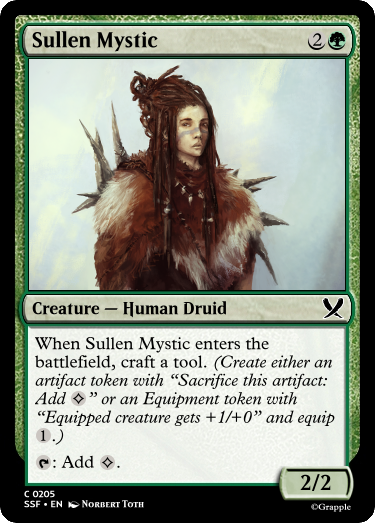 Sullen Mystic 2
Creature — Human Druid
When Sullen Mystic enters the
battlefield, craft a tool. (Create either an
artifact token with “Sacrifice this artifact:
Add ” or an Equipment token with
“Equipped creature gets +1/+0” and equip
1.)
: Add .
2/2
C 0205
SSF • EN Norbert Toth
©Grapple